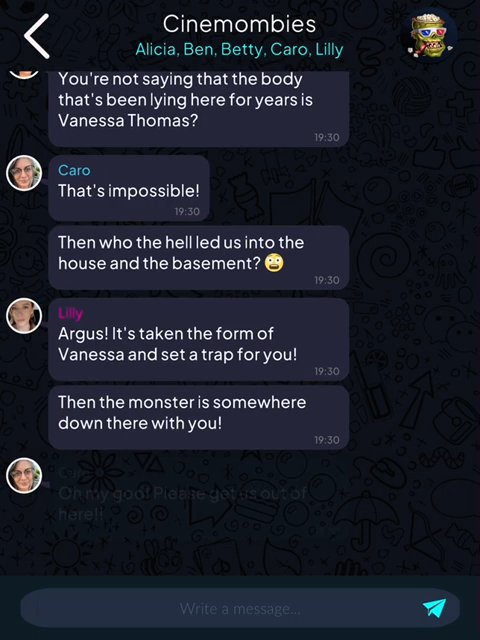 Cinemombies
Alicia, Ben, Betty, Caro, Lilly
You're not saying that the body
that's been lying here for years is
Vanessa Thomas?
19:30
Caro
That's impossible!
19:30
Then who the hell led us into the
house and the basement? 😱
19:30
Lilly
Argus! It's taken the form of
Vanessa and set a trap for you!
19:30
Then the monster is somewhere
down there with you!
19:30
Caro
Oh my god! Please get us out of
here!!
Write a message...